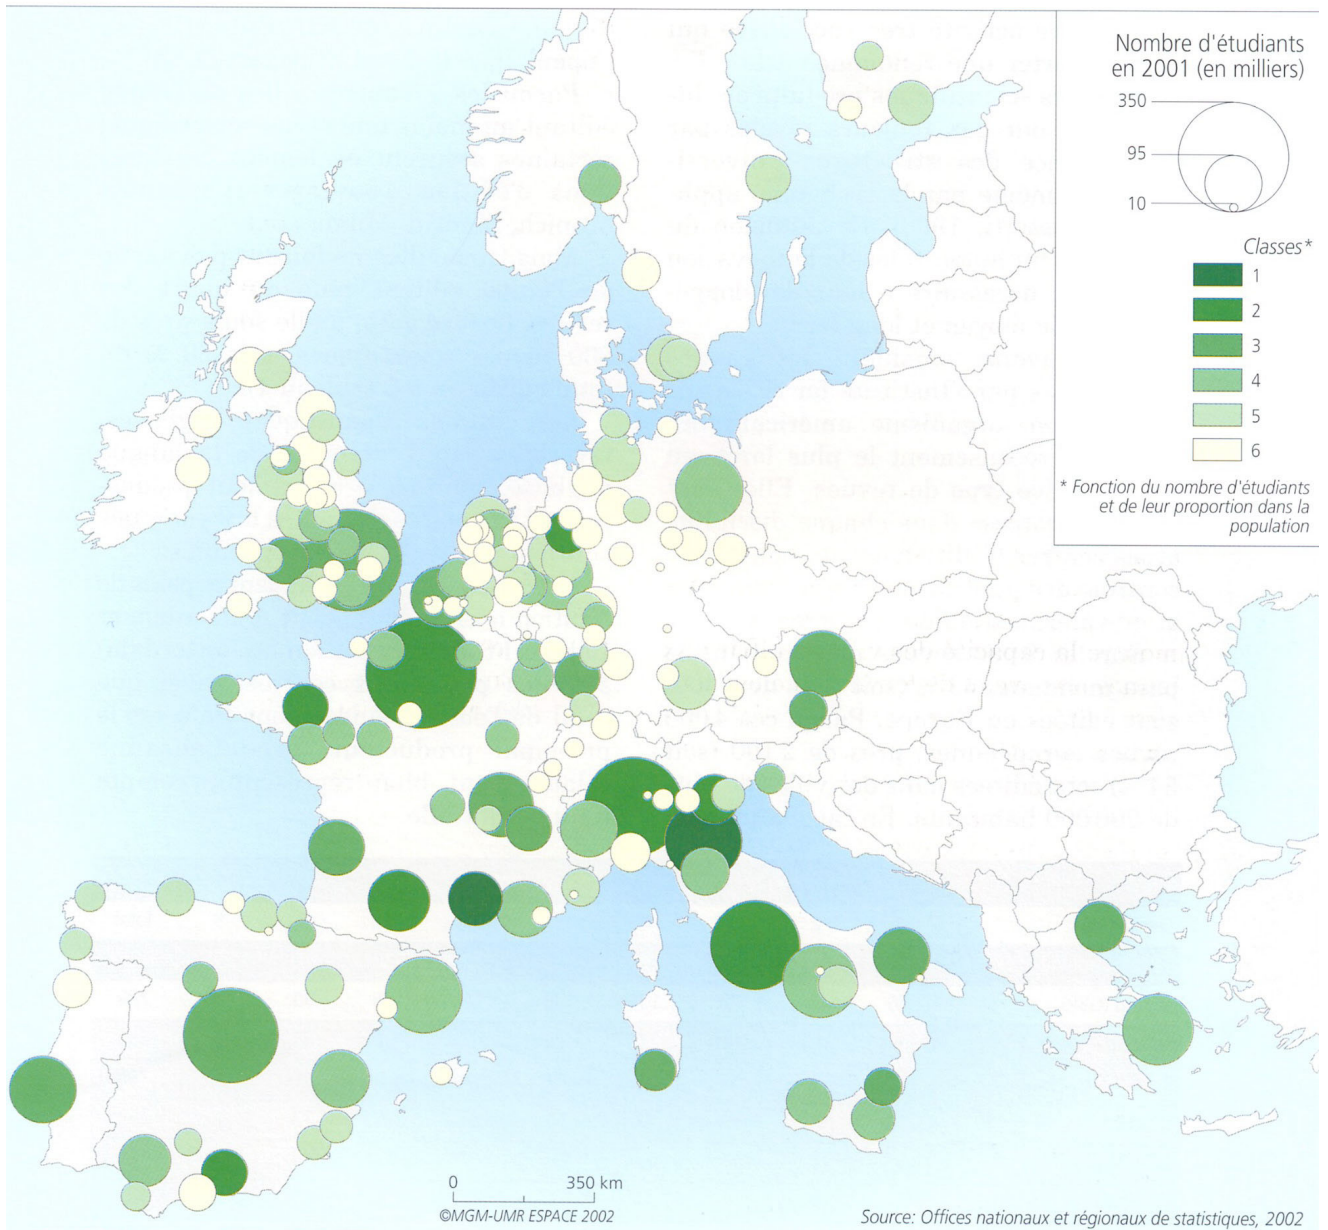 Nombre d'étudiants
en 2001 (en milliers)
350
95
10
Classes*
1
2
3
4
5
6
* Fonction du nombre d'étudiants
et de leur proportion dans la
population
0 350 km
©MGM-UMR ESPACE 2002
Source: Offices nationaux et régionaux de statistiques, 2002